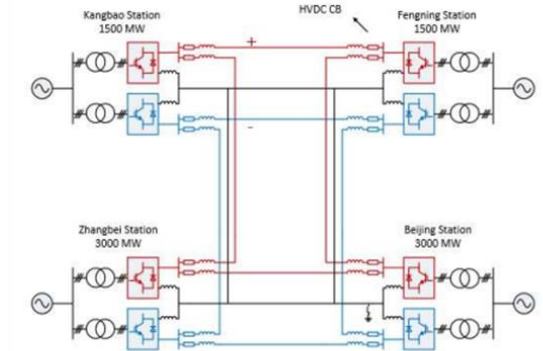 Kangbao Station
1500 MW
HVDC CB
Fengning Station
1500 MW
+
-
Zhangbei Station
3000 MW
Beijing Station
3000 MW